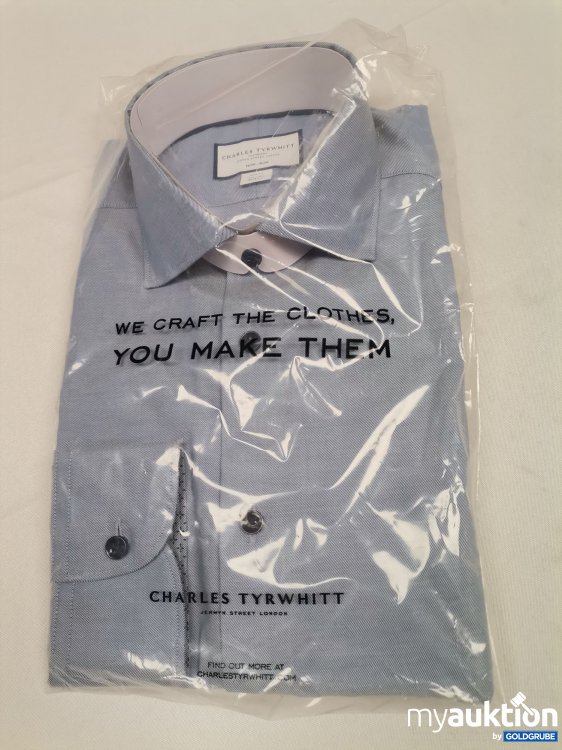 CHARLES TYRWHITT
WE CRAFT THE CLOTHES,
YOU MAKE THEM
CHARLES TYRWHITT
JERMYN STREET LONDON
FIND OUT MORE AT
CHARLESTYRWHITT.COM
myauktion
by GOLDGRUBE